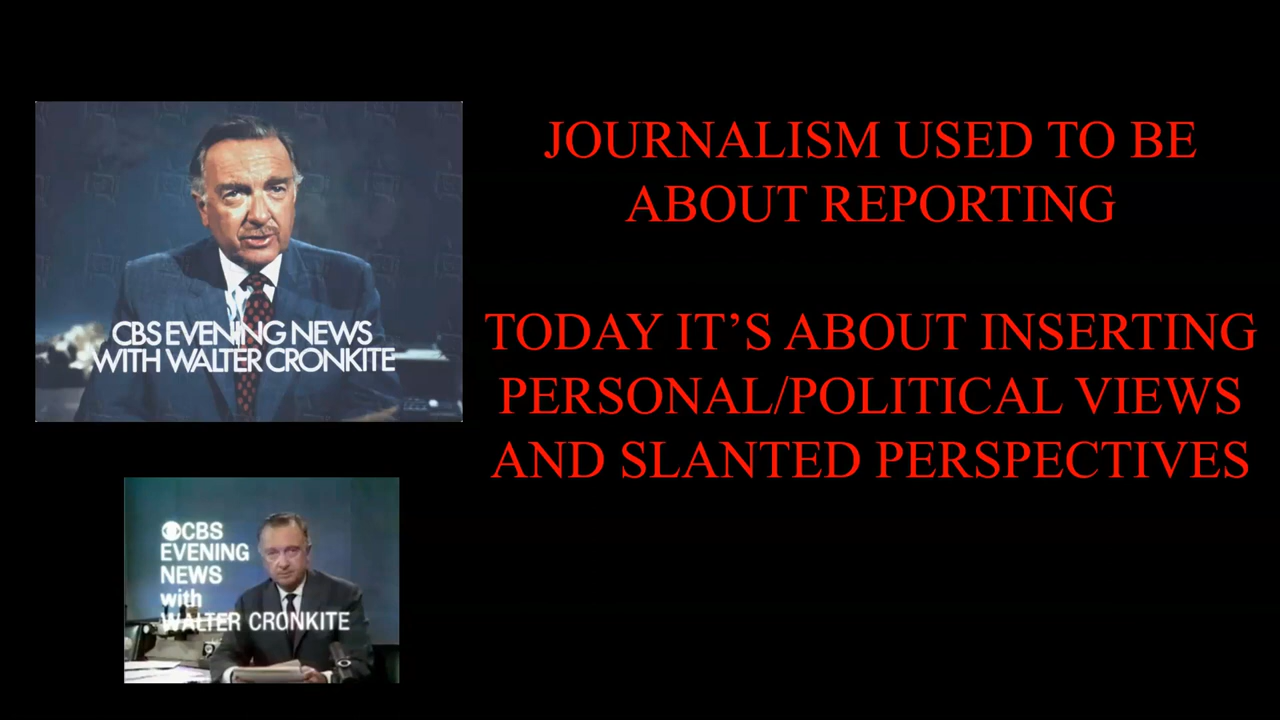 CBS EVENING NEWS
WITH WALTER CRONKITE
CBS
EVENING
NEWS
with
WALTER CRONKITE
JOURNALISM USED TO BE
ABOUT REPORTING
TODAY IT’S ABOUT INSERTING
PERSONAL/POLITICAL VIEWS
AND SLANTED PERSPECTIVES